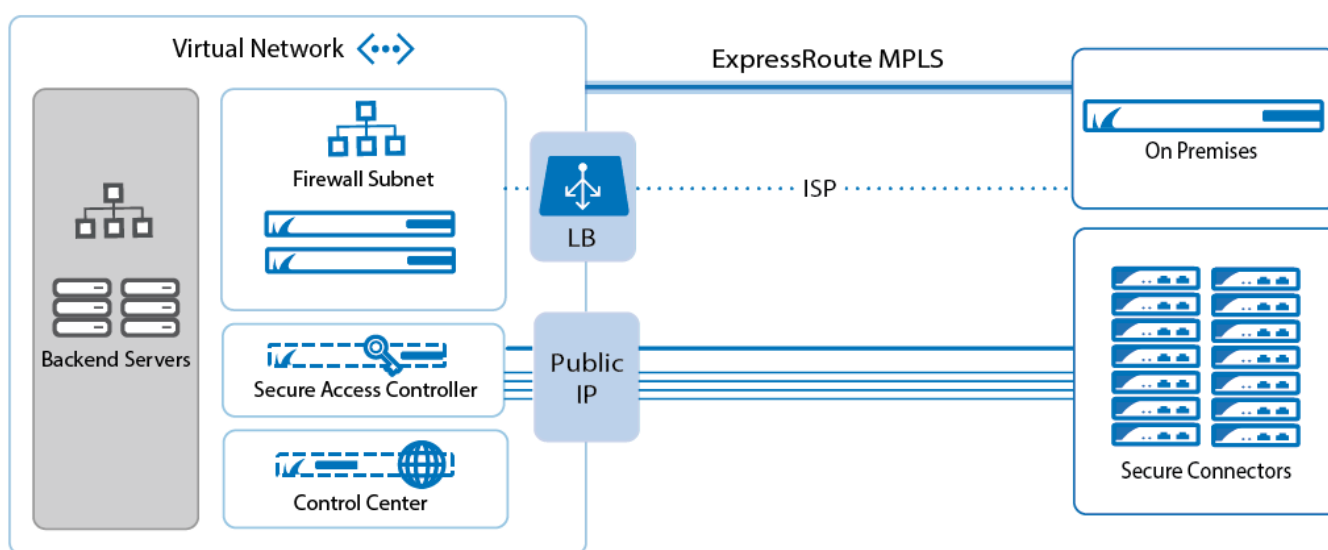 Virtual Network
ExpressRoute MPLS
Firewall Subnet
On Premises
ISP
LB
Backend Servers
Public
IP
Secure Access Controller
Secure Connectors
Control Center